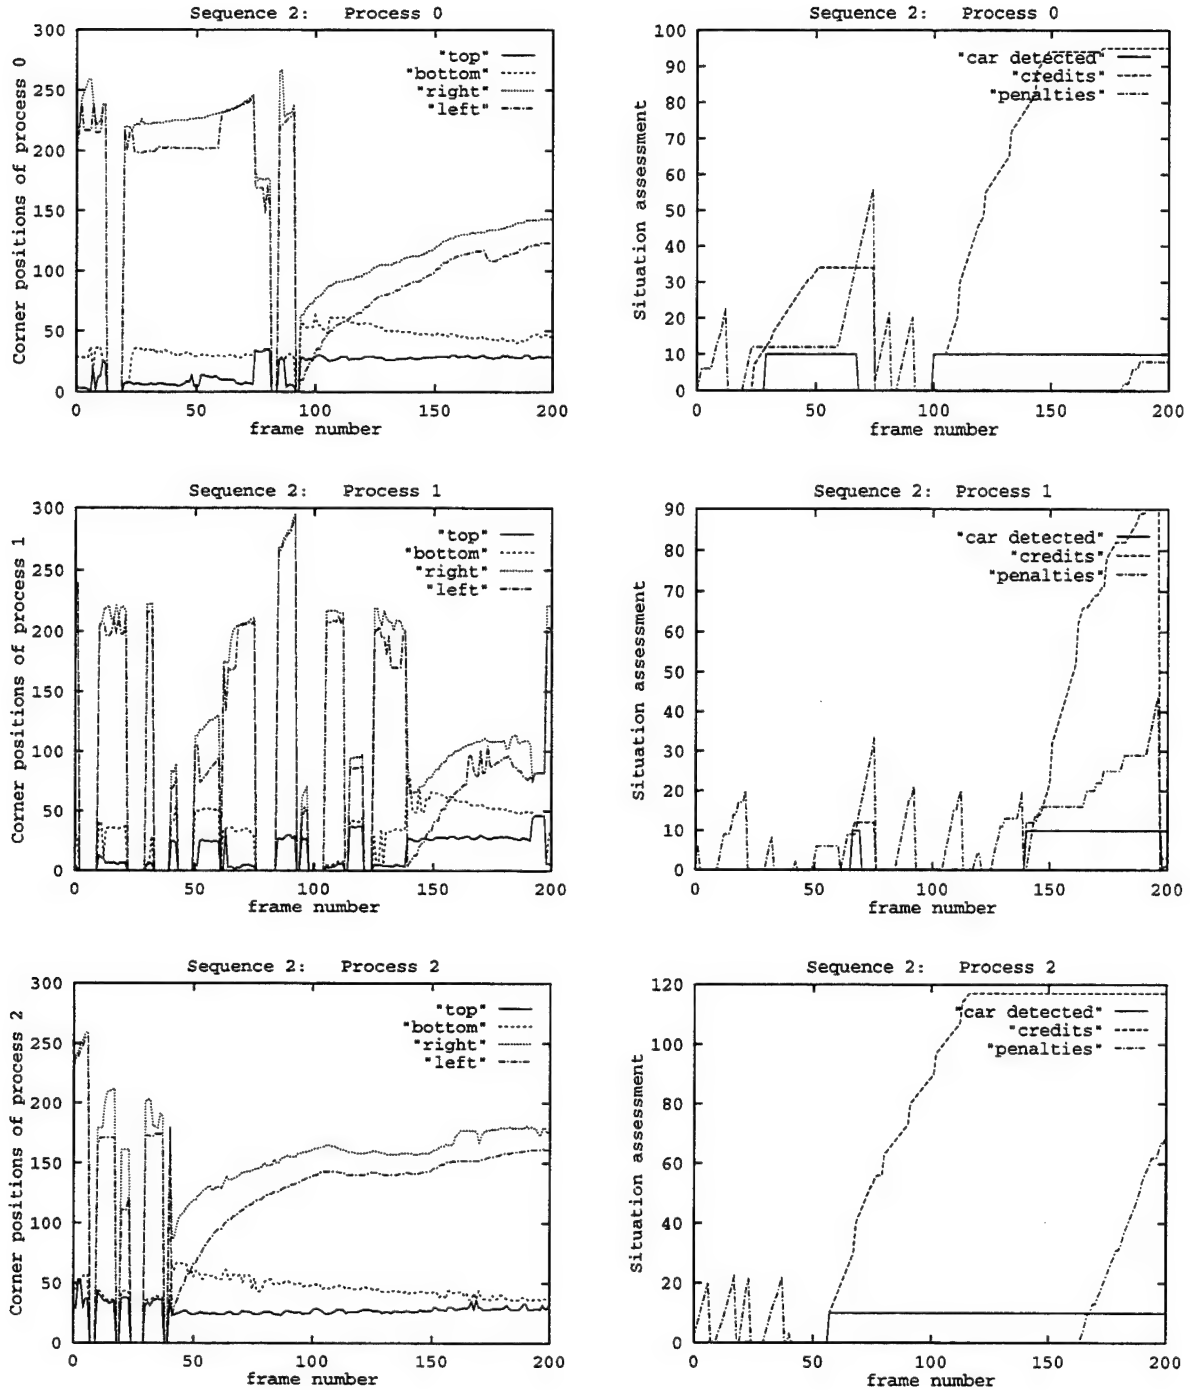 Sequence 2: Process 0
Corner positions of process 0
300
250
200
150
100
50
0
"top"
"bottom"
"right"
"left"
0 50 100 150 200
frame number
Sequence 2: Process 0
Situation assessment
100
90
80
70
60
50
40
30
20
10
0
"car detected"
"credits"
"penalties"
0 50 100 150 200
frame number
Sequence 2: Process 1
Corner positions of process 1
300
250
200
150
100
50
0
"top"
"bottom"
"right"
"left"
0 50 100 150 200
frame number
Sequence 2: Process 1
Situation assessment
90
80
70
60
50
40
30
20
10
0
"car detected"
"credits"
"penalties"
0 50 100 150 200
frame number
Sequence 2: Process 2
Corner positions of process 2
300
250
200
150
100
50
0
"top"
"bottom"
"right"
"left"
0 50 100 150 200
frame number
Sequence 2: Process 2
Situation assessment
120
100
80
60
40
20
0
"car detected"
"credits"
"penalties"
0 50 100 150 200
frame number